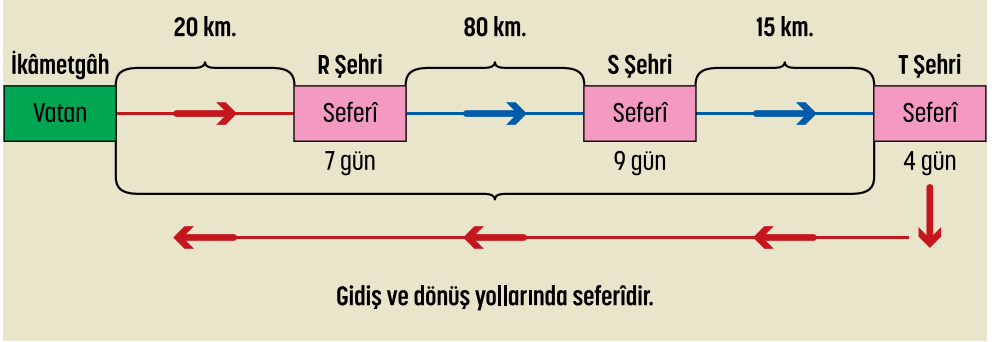 20 km. 80 km. 15 km.
İkâmetgâh R Şehri S Şehri T Şehri
Vatan Seferî Seferî Seferî
7 gün 9 gün 4 gün
Gidiş ve dönüş yollarında seferîdir.